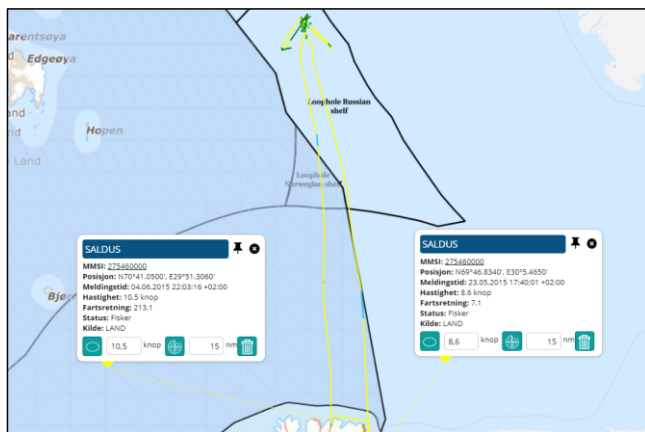 arentsøya
Edgeøya
and
Hopen
Land
Loophole Russian
shelf
Loophole
Norwegian shelf
Bjør
SALDUS
MMSI: 275460000
Posisjon: N70°41.0500', E29°51.3060'
Meldingstid: 04.06.2015 22:03:16 +02:00
Hastighet: 10.5 knop
Fartsretning: 213.1
Status: Fisker
Kilde: LAND
10,5 knop 15 nm
SALDUS
MMSI: 275460000
Posisjon: N69°46.8340', E30°5.4650'
Meldingstid: 23.05.2015 17:40:01 +02:00
Hastighet: 8.6 knop
Fartsretning: 7.1
Status: Fisker
Kilde: LAND
8,6 knop 15 nm